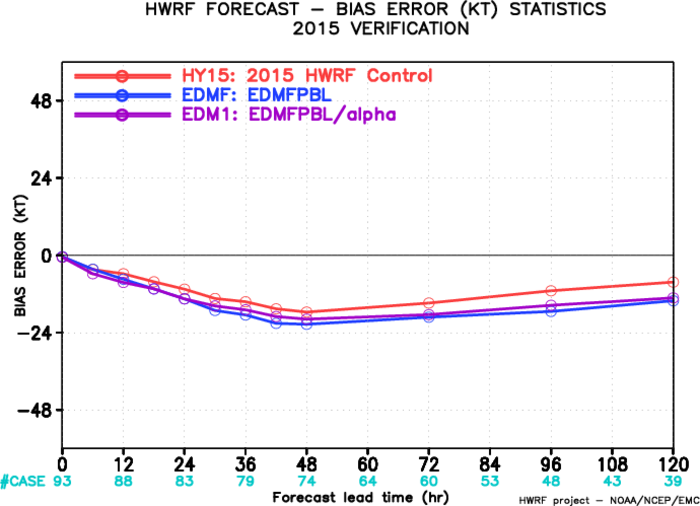 HWRF FORECAST – BIAS ERROR (KT) STATISTICS
2015 VERIFICATION
HY15: 2015 HWRF Control
EDMF: EDMFPBL
EDM1: EDMFPBL/alpha
48
24
0
−24
−48
BIAS ERROR (KT)
0 12 24 36 48 60 72 84 96 108 120
#CASE 93 88 83 79 74 64 60 53 48 43 39
Forecast lead time (hr)
HWRF project – NOAA/NCEP/EMC